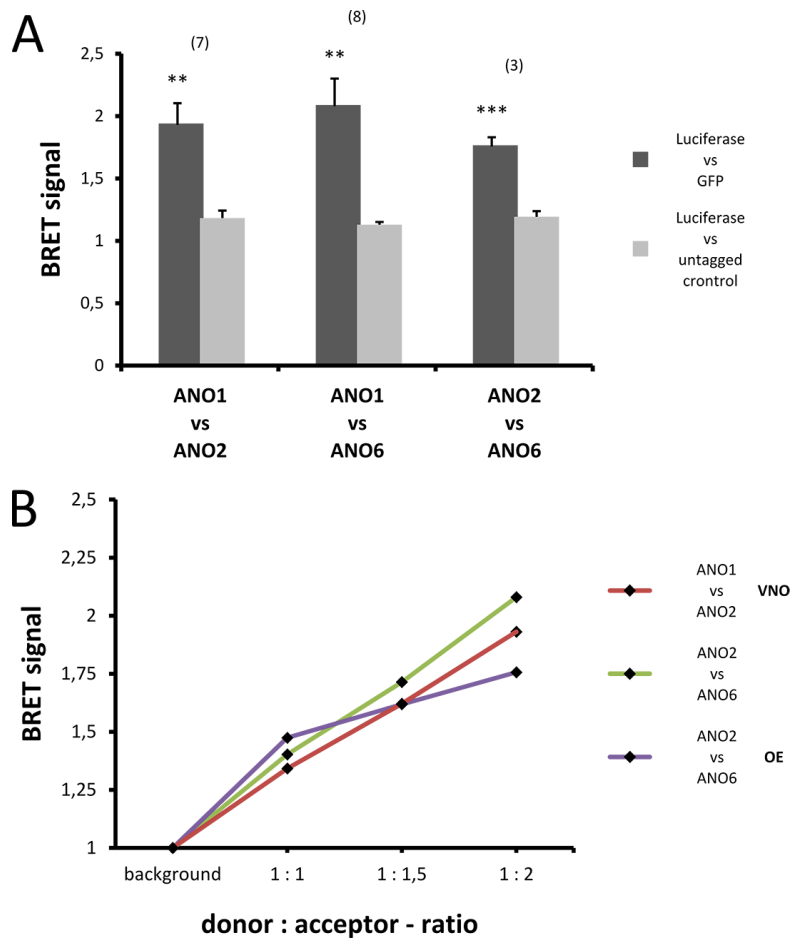 A
(7)
(8)
(3)
**
**
***
2,5
2
1,5
1
0,5
0
BRET signal
ANO1
vs
ANO2
ANO1
vs
ANO6
ANO2
vs
ANO6
Luciferase
vs
GFP
Luciferase
vs
untagged
crontrol
B
2,5
2,25
2
1,75
1,5
1,25
1
BRET signal
background
1 : 1
1 : 1,5
1 : 2
donor : acceptor - ratio
ANO1
vs VNO
ANO2
ANO2
vs
ANO6
ANO2
vs OE
ANO6